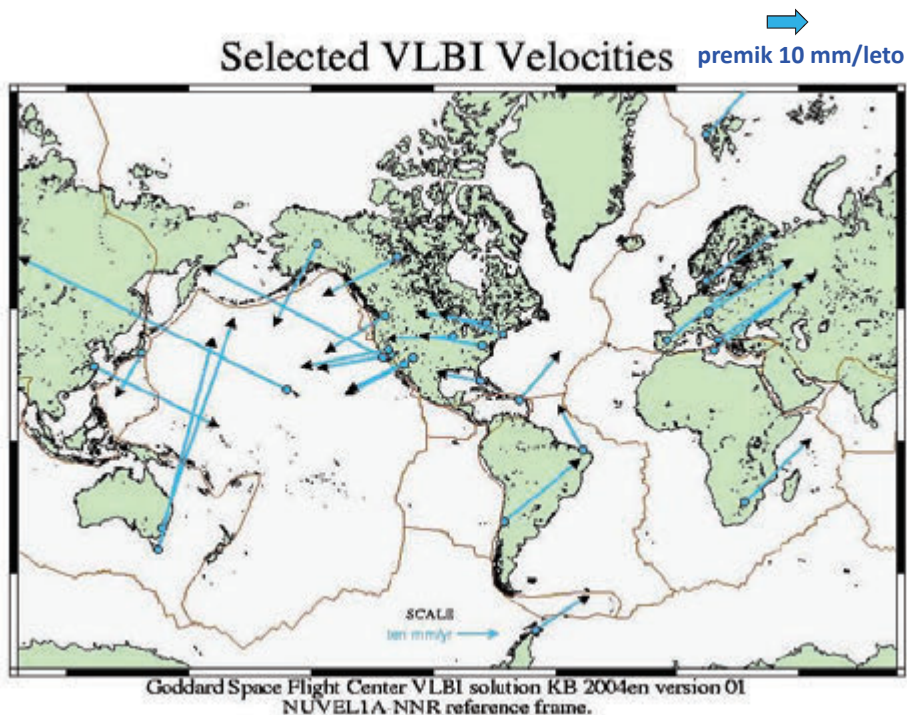 Selected VLBI Velocities
premik 10 mm/leto
SCALE
ten mm/yr
Goddard Space Flight Center VLBI solution KB 2004en version 01
NUVEL1A NNR reference frame.